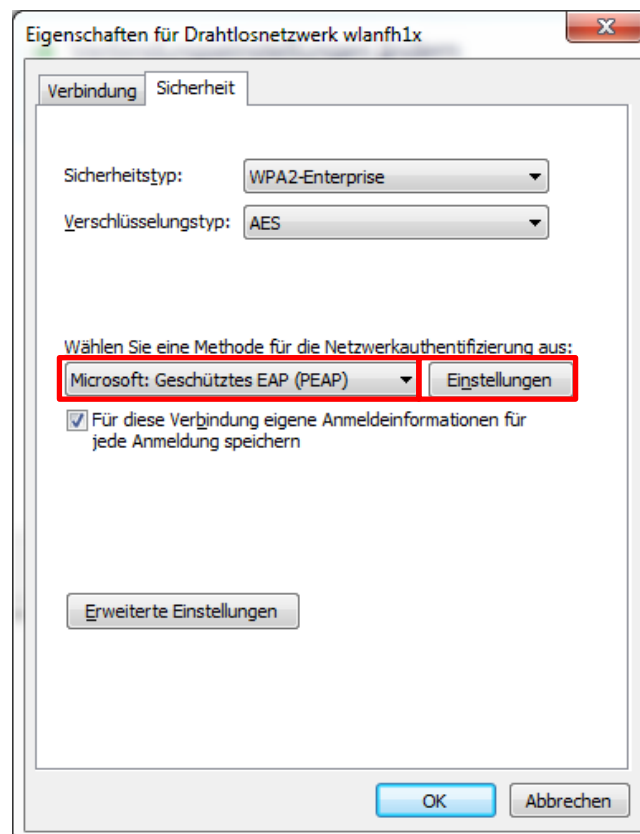 Eigenschaften für Drahtlosnetzwerk wlanfh1x
Verbindung Sicherheit
Sicherheitstyp: WPA2-Enterprise
Verschlüsselungstyp: AES
Wählen Sie eine Methode für die Netzwerkauthentifizierung aus:
Microsoft: Geschütztes EAP (PEAP) Einstellungen
Für diese Verbindung eigene Anmeldeinformationen für
jede Anmeldung speichern
Erweiterte Einstellungen
OK Abbrechen